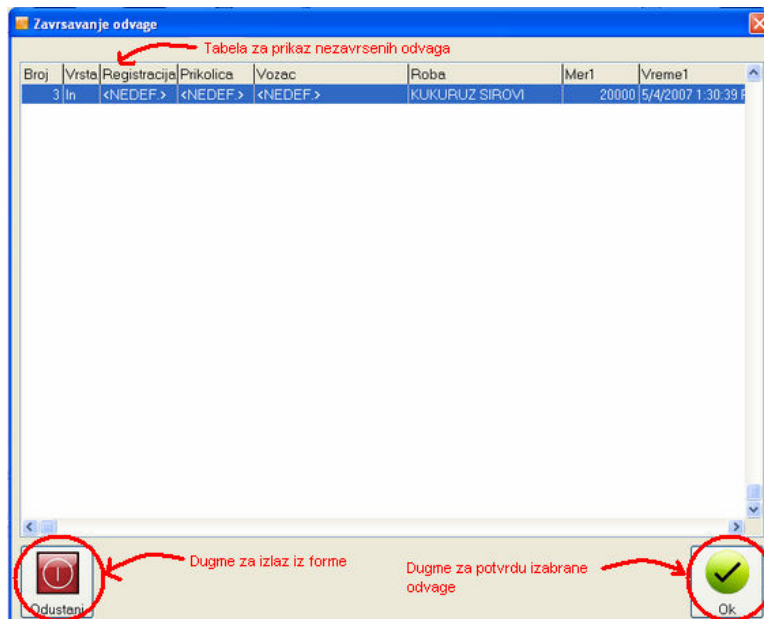 Zavrsavanje odvage
Tabela za prikaz nezavrsenih odvaga
Broj Vrsta Registracija Prikolica Vozac Roba Mer1 Vreme1
3 In <NEDEF.> <NEDEF.> <NEDEF.> KUKURUZ SIROVI 20000 5/4/2007 1:30:39
Dugme za izlaz iz forme
Dugme za potvrdu izabrane
odvage
Odustani
Ok